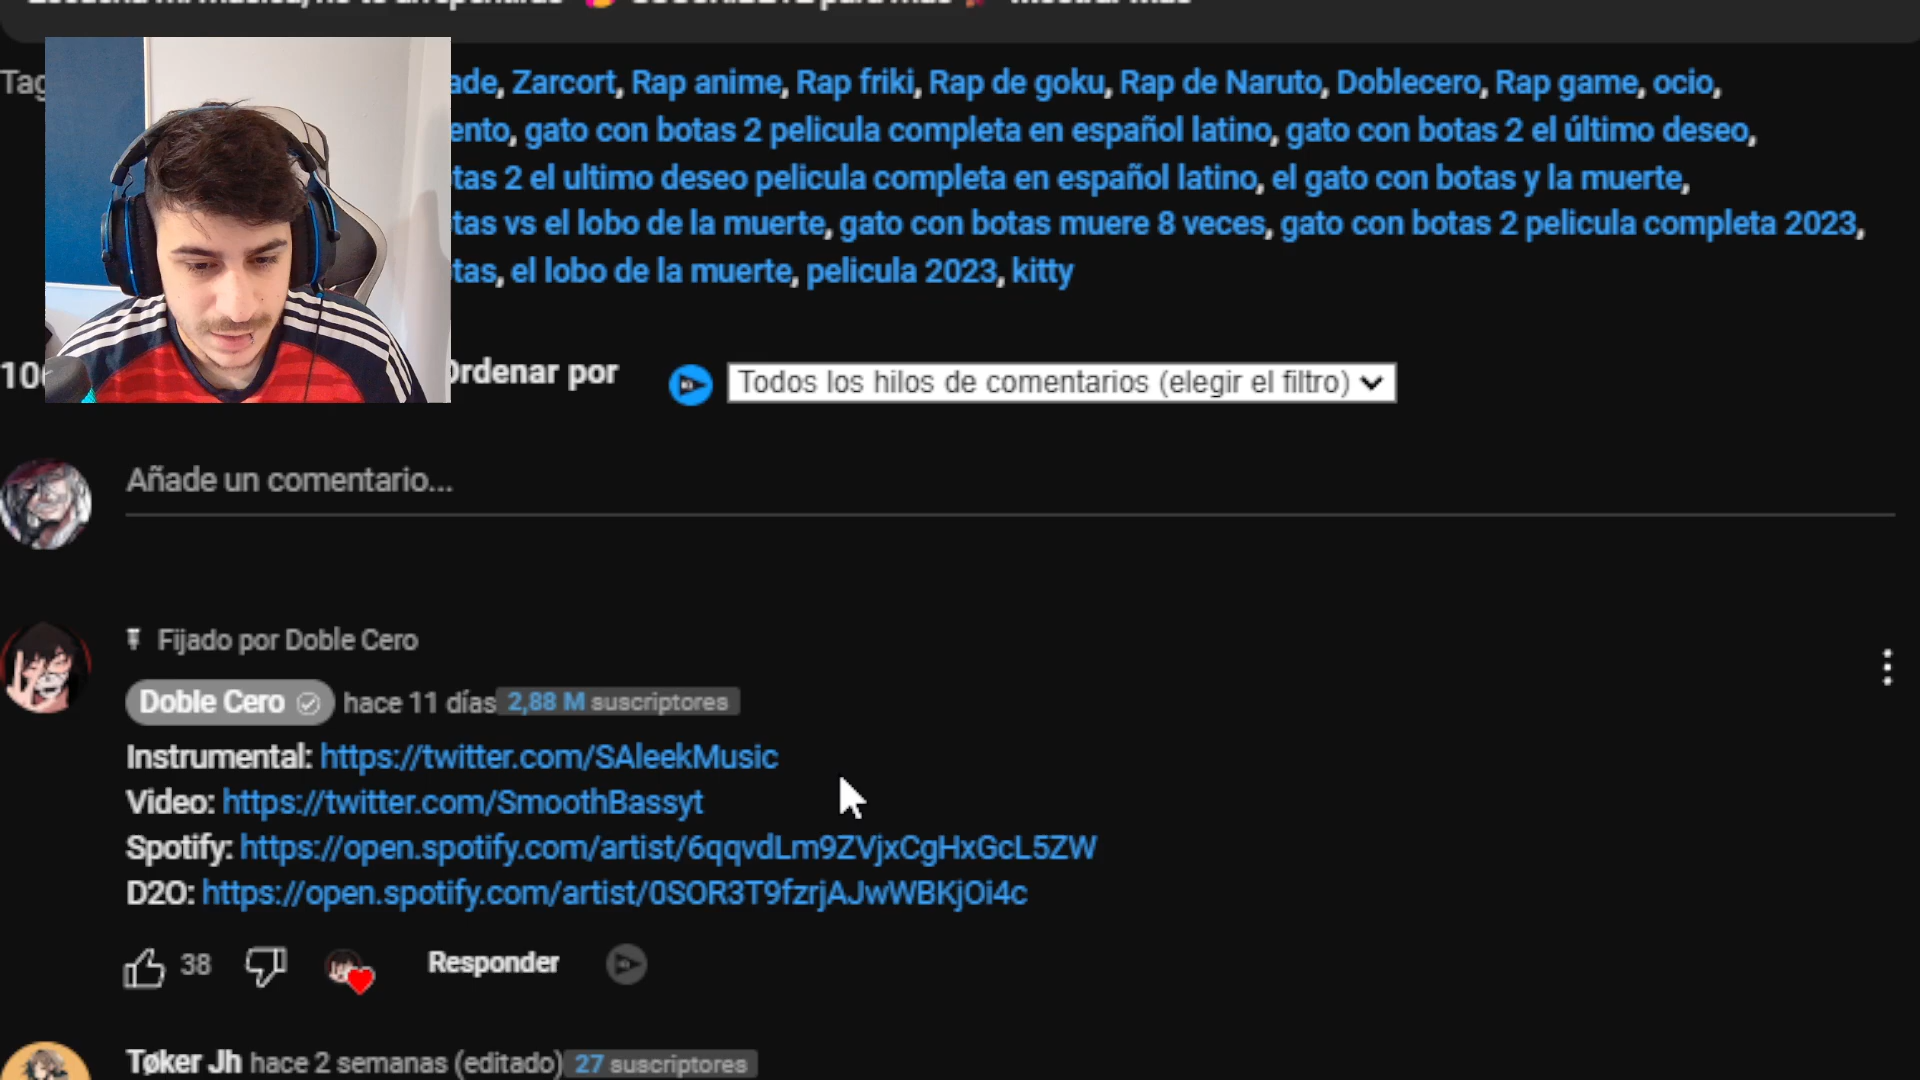 Tag
ade, Zarcort, Rap anime, Rap friki, Rap de goku, Rap de Naruto, Doblecero, Rap game, ocio,
ento, gato con botas 2 pelicula completa en español latino, gato con botas 2 el último deseo,
tas 2 el ultimo deseo pelicula completa en español latino, el gato con botas y la muerte,
tas vs el lobo de la muerte, gato con botas muere 8 veces, gato con botas 2 pelicula completa 2023,
tas, el lobo de la muerte, pelicula 2023, kitty
Ordenar por
Todos los hilos de comentarios (elegir el filtro)
Añade un comentario...
Fijado por Doble Cero
Doble Cero hace 11 días 2,88 M suscriptores
Instrumental: https://twitter.com/SAleekMusic
Video: https://twitter.com/SmoothBassyt
Spotify: https://open.spotify.com/artist/6qqvdLm9ZVjxCgHxGcL5ZW
D2O: https://open.spotify.com/artist/0SOR3T9fzrjAJwWBKjOi4c
38 Responder
Tøker Jh hace 2 semanas (editado) 27 suscriptores